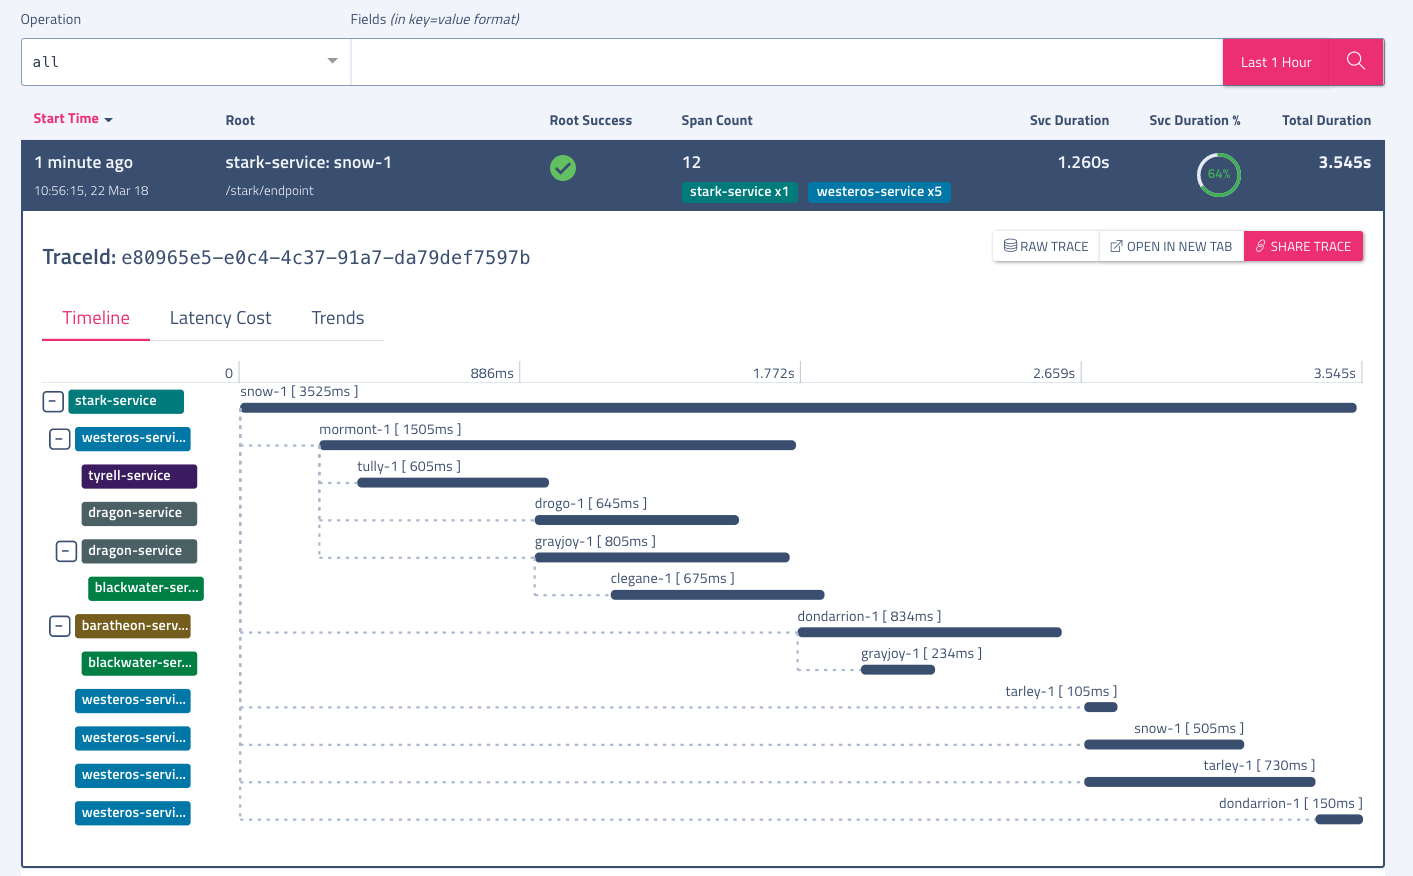 Operation Fields (in key=value format)
all Last 1 Hour
Start Time Root Root Success Span Count Svc Duration Svc Duration % Total Duration
1 minute ago stark-service: snow-1 12 1.260s 64% 3.545s
10:56:15, 22 Mar 18 /stark/endpoint stark-service x1 westeros-service x5
TraceId: e80965e5-e0c4-4c37-91a7-da79def7597b RAW TRACE OPEN IN NEW TAB SHARE TRACE
Timeline Latency Cost Trends
0 886ms 1.772s 2.659s 3.545s
snow-1 [ 3525ms ]
stark-service
mormont-1 [ 1505ms ]
westeros-servi...
tully-1 [ 605ms ]
tyrell-service
drogo-1 [ 645ms ]
dragon-service
grayjoy-1 [ 805ms ]
dragon-service
clegane-1 [ 675ms ]
blackwater-ser...
dondarrion-1 [ 834ms ]
baratheon-serv...
grayjoy-1 [ 234ms ]
blackwater-ser...
tarley-1 [ 105ms ]
westeros-servi...
snow-1 [ 505ms ]
westeros-servi...
tarley-1 [ 730ms ]
westeros-servi...
dondarrion-1 [ 150ms ]
westeros-servi...